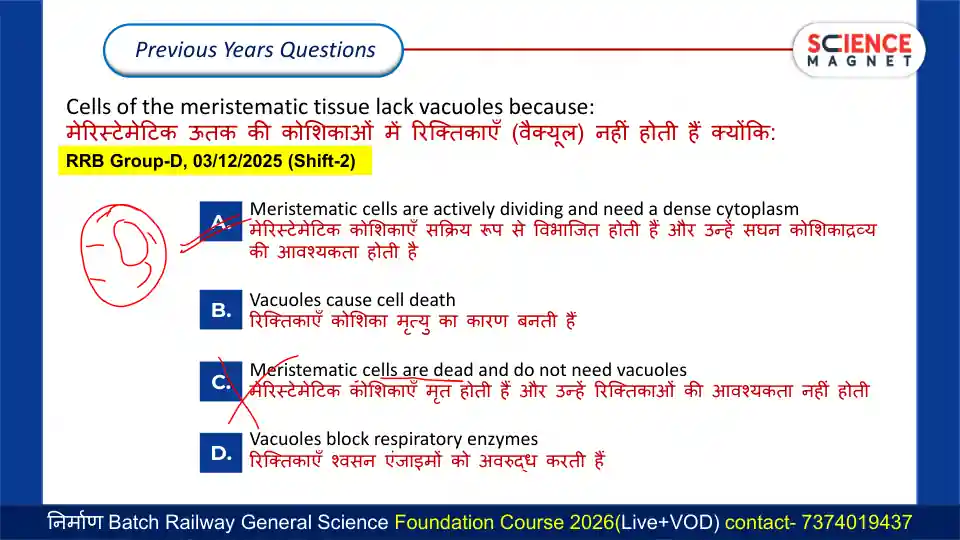 Previous Years Questions
SCIENCE
MAGNET
Cells of the meristematic tissue lack vacuoles because:
मेरिस्टेमेटिक ऊतक की कोशिकाओं में रिक्तिकाएँ (वैक्यूल) नहीं होती हैं क्योंकि:
RRB Group-D, 03/12/2025 (Shift-2)
A. Meristematic cells are actively dividing and need a dense cytoplasm
मेरिस्टेमेटिक कोशिकाएँ सक्रिय रूप से विभाजित होती हैं और उन्हें सघन कोशिकाद्रव्य
की आवश्यकता होती है
B. Vacuoles cause cell death
रिक्तिकाएँ कोशिका मृत्यु का कारण बनती हैं
C. Meristematic cells are dead and do not need vacuoles
मेरिस्टेमेटिक कोशिकाएँ मृत होती हैं और उन्हें रिक्तिकाओं की आवश्यकता नहीं होती
D. Vacuoles block respiratory enzymes
रिक्तिकाएँ श्वसन एंजाइमों को अवरुद्ध करती हैं
निर्माण Batch Railway General Science Foundation Course 2026(Live+VOD) contact- 7374019437